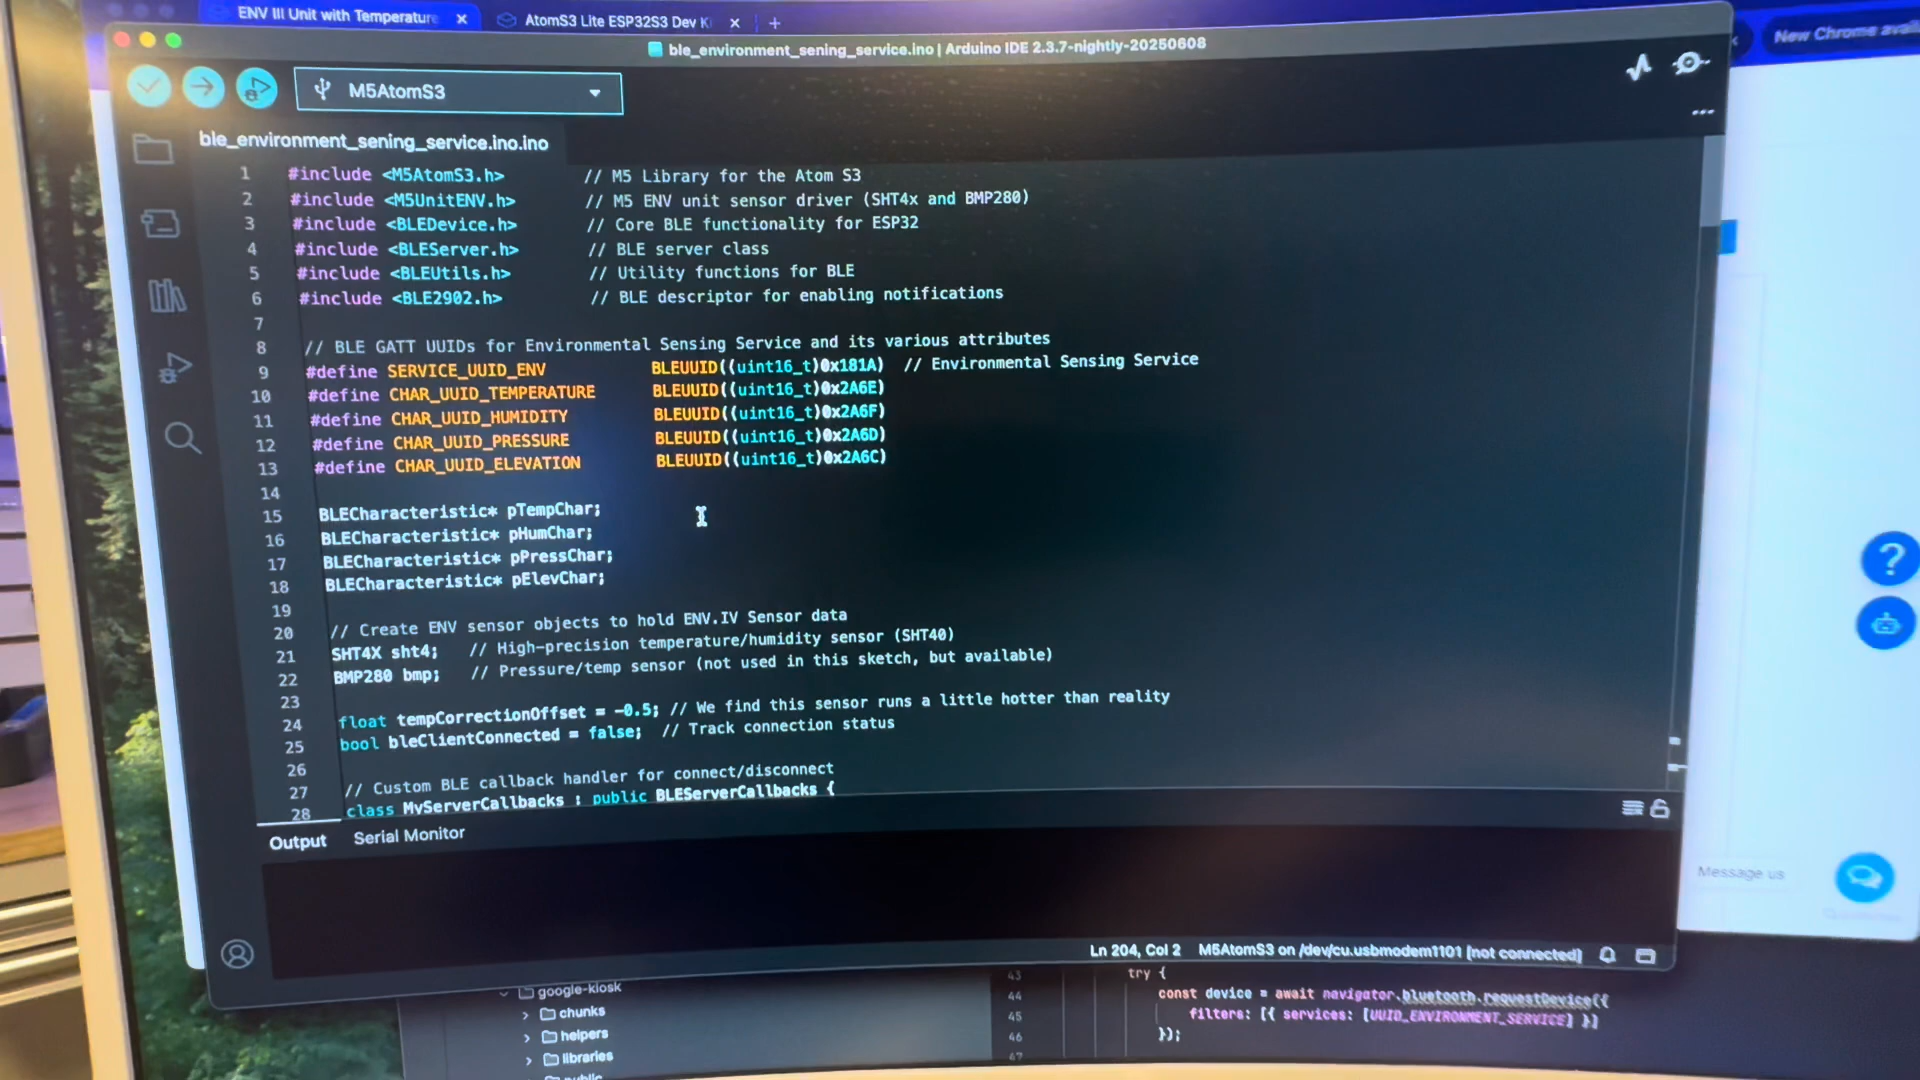 ENV III Unit with Temperature
AtomS3 Lite ESP32S3 Dev K
ble_environment_sening_service.ino | Arduino IDE 2.3.7-nightly-20250608
New Chrome avail
M5AtomS3
ble_environment_sening_service.ino.ino
1 #include <M5AtomS3.h> // M5 Library for the Atom S3
2 #include <M5UnitENV.h> // M5 ENV unit sensor driver (SHT4x and BMP280)
3 #include <BLEDevice.h> // Core BLE functionality for ESP32
4 #include <BLEServer.h> // BLE server class
5 #include <BLEUtils.h> // Utility functions for BLE
6 #include <BLE2902.h> // BLE descriptor for enabling notifications
7
8 // BLE GATT UUIDs for Environmental Sensing Service and its various attributes
9 #define SERVICE_UUID_ENV BLEUUID((uint16_t)0x181A) // Environmental Sensing Service
10 #define CHAR_UUID_TEMPERATURE BLEUUID((uint16_t)0x2A6E)
11 #define CHAR_UUID_HUMIDITY BLEUUID((uint16_t)0x2A6F)
12 #define CHAR_UUID_PRESSURE BLEUUID((uint16_t)0x2A6D)
13 #define CHAR_UUID_ELEVATION BLEUUID((uint16_t)0x2A6C)
14
15 BLECharacteristic* pTempChar;
16 BLECharacteristic* pHumChar;
17 BLECharacteristic* pPressChar;
18 BLECharacteristic* pElevChar;
19
20 // Create ENV sensor objects to hold ENV.IV Sensor data
21 SHT4X sht4; // High-precision temperature/humidity sensor (SHT40)
22 BMP280 bmp; // Pressure/temp sensor (not used in this sketch, but available)
23
24 float tempCorrectionOffset = -0.5; // We find this sensor runs a little hotter than reality
25 bool bleClientConnected = false; // Track connection status
26
27 // Custom BLE callback handler for connect/disconnect
28 class MyServerCallbacks : public BLEServerCallbacks {
Output Serial Monitor
Message us
Ln 204, Col 2 M5AtomS3 on /dev/cu.usbmodem1101 [not connected]
google-kiosk
chunks
helpers
libraries
public
43 try {
44 const device = await navigator.bluetooth.requestDevice({
45 filters: [{ services: [UUID_ENVIRONMENT_SERVICE] }]
46 });
47